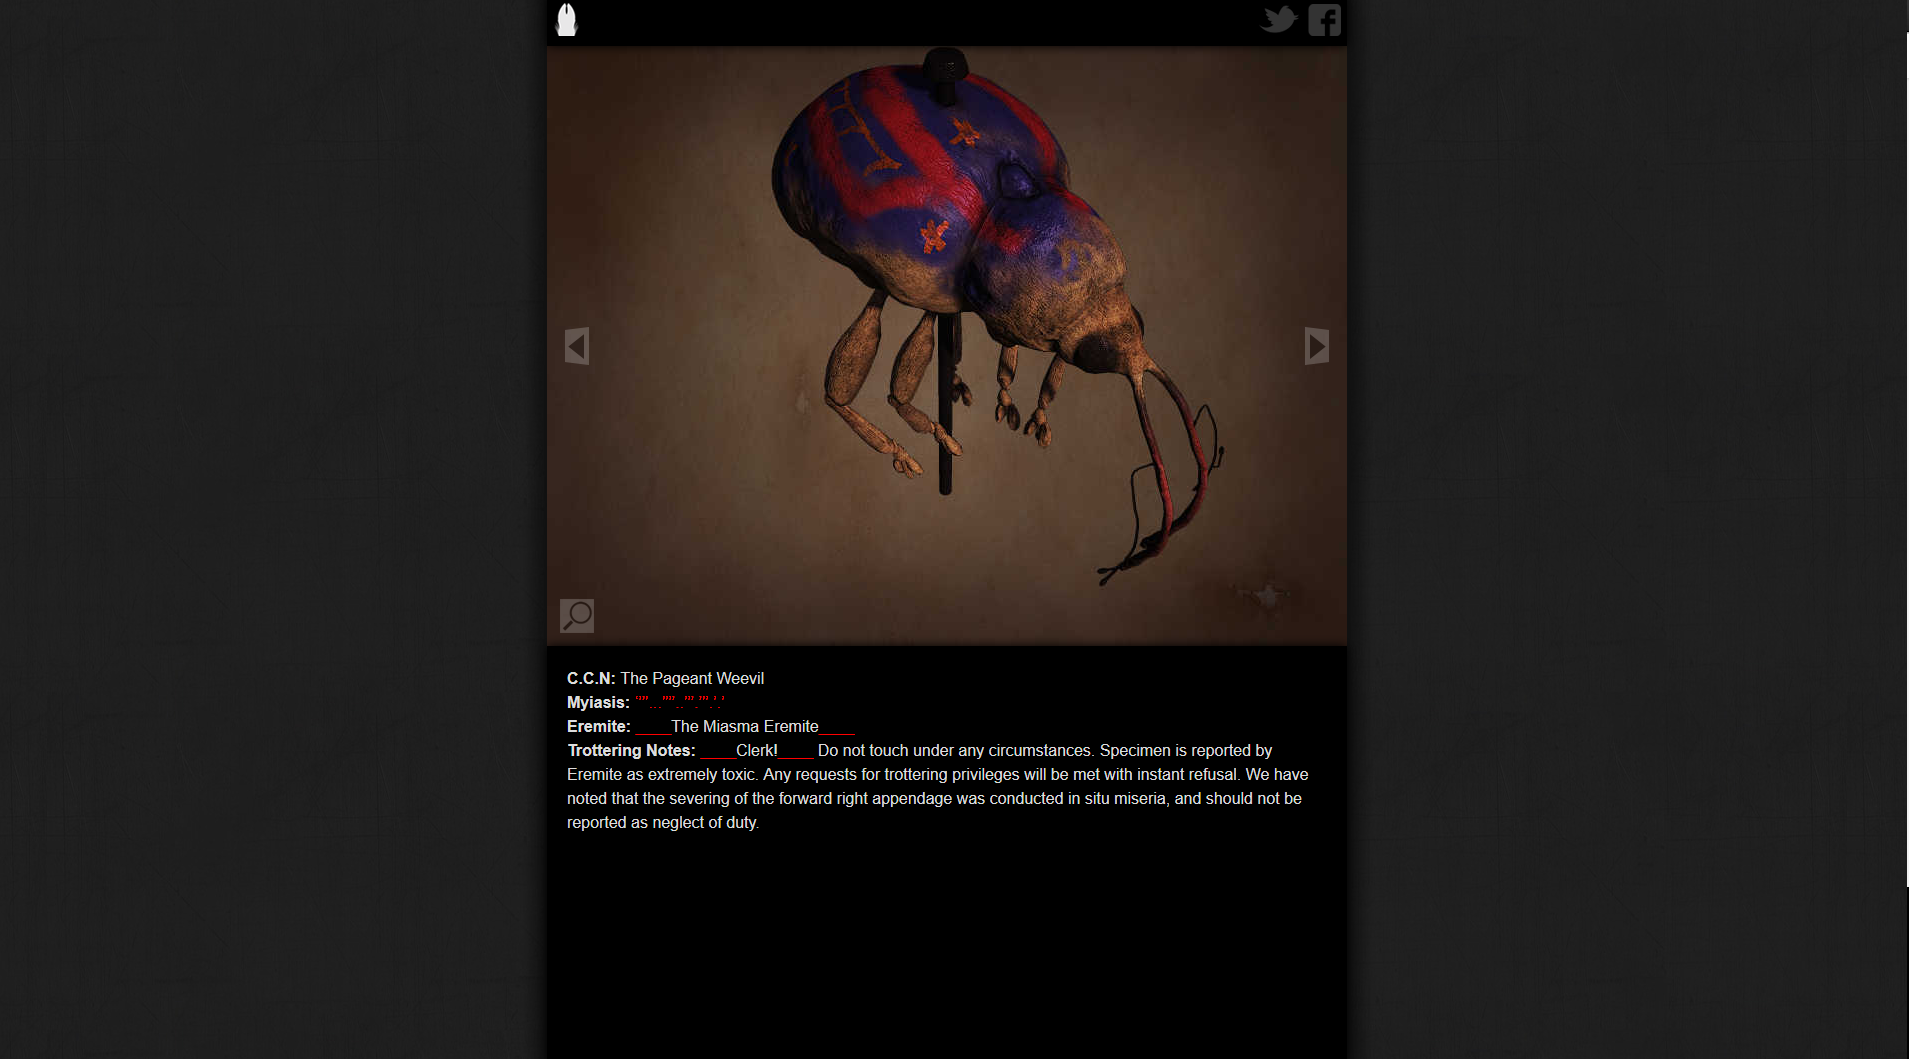 C.C.N: The Pageant Weevil
Myiasis:
Eremite: ____The Miasma Eremite____
Trottering Notes: ____Clerk!____ Do not touch under any circumstances. Specimen is reported by
Eremite as extremely toxic. Any requests for trottering privileges will be met with instant refusal. We have
noted that the severing of the forward right appendage was conducted in situ miseria, and should not be
reported as neglect of duty.